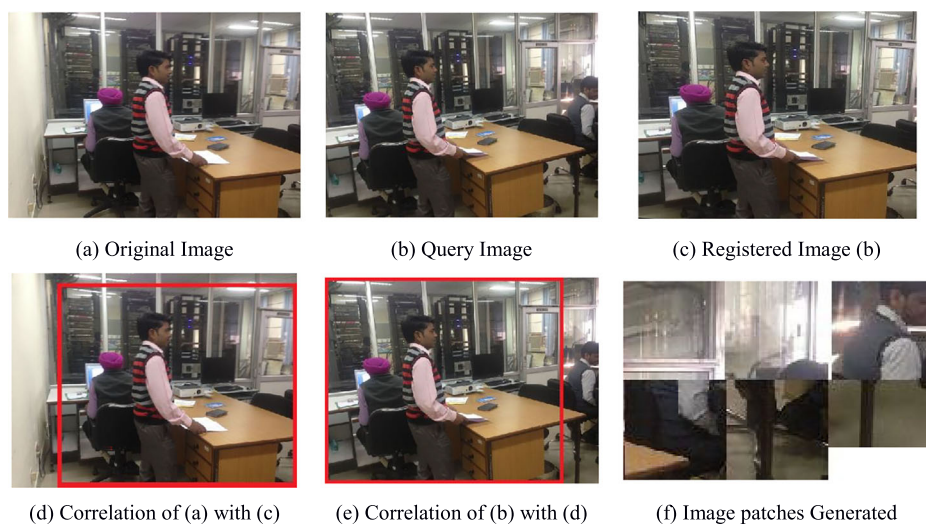 (a) Original Image
(b) Query Image
(c) Registered Image (b)
(d) Correlation of (a) with (c)
(e) Correlation of (b) with (d)
(f) Image patches Generated